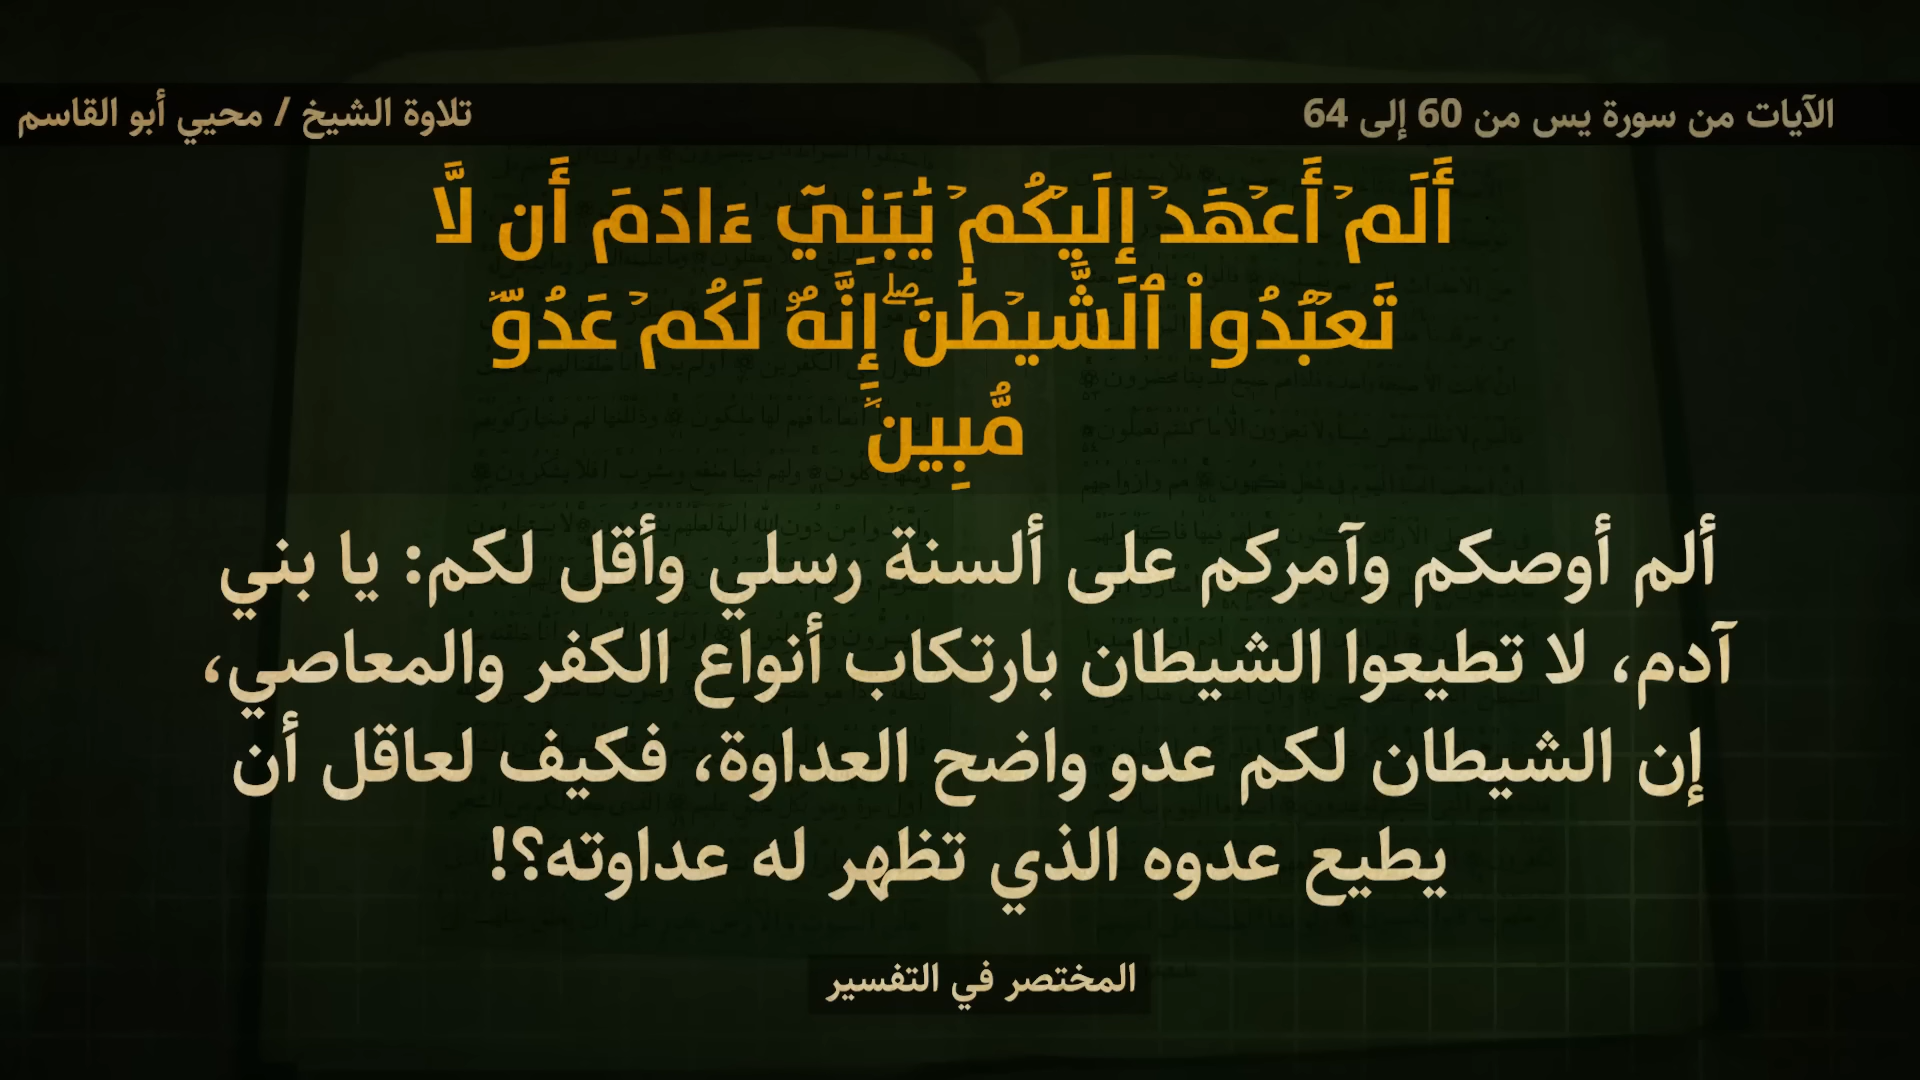 الآيات من سورة يس من 60 إلى 64
تلاوة الشيخ / محيي أبو القاسم
أَلَمۡ أَعۡهَدۡ إِلَيۡكُمۡ يَٰبَنِيٓ ءَادَمَ أَن لَّا
تَعۡبُدُواْ ٱلشَّيۡطَٰنَۖ إِنَّهُۥ لَكُمۡ عَدُوّٞ
مُّبِينٞ
ألم أوصكم وآمركم على ألسنة رسلي وأقل لكم: يا بني
آدم، لا تطيعوا الشيطان بارتكاب أنواع الكفر والمعاصي،
إن الشيطان لكم عدو واضح العداوة، فكيف لعاقل أن
يطيع عدوه الذي تظهر له عداوته؟!
المختصر في التفسير